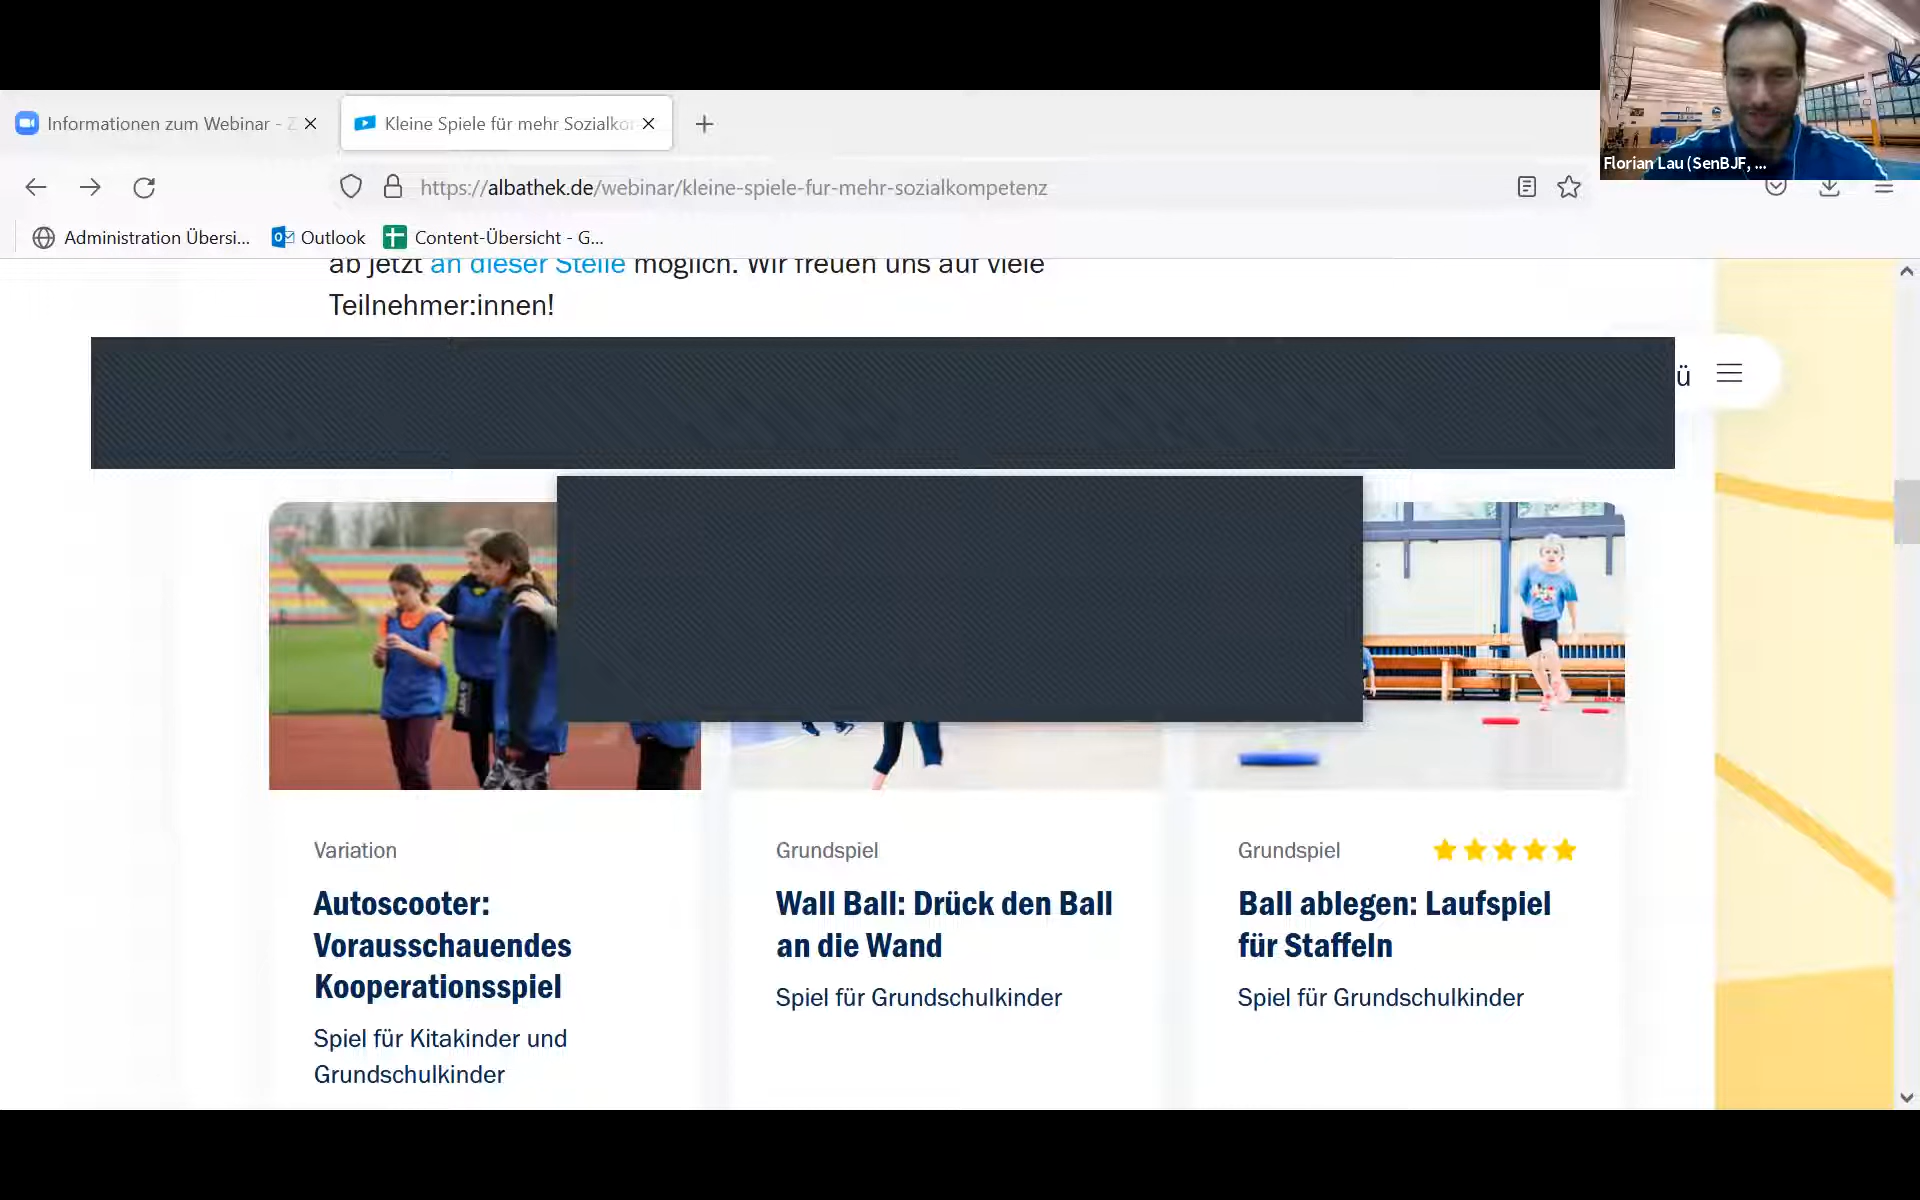 Informationen zum Webinar - Z
Kleine Spiele für mehr Sozialko
Florian Lau (SenBJF, ...
https://albathek.de/webinar/kleine-spiele-fur-mehr-sozialkompetenz
Administration Übersi...
Outlook
Content-Übersicht - G...
ab jetzt an dieser Stelle möglich. Wir freuen uns auf viele
Teilnehmer:innen!
ü
Variation
Autoscooter:
Vorausschauendes
Kooperationsspiel
Spiel für Kitakinder und
Grundschulkinder
Grundspiel
Wall Ball: Drück den Ball
an die Wand
Spiel für Grundschulkinder
Grundspiel
Ball ablegen: Laufspiel
für Staffeln
Spiel für Grundschulkinder